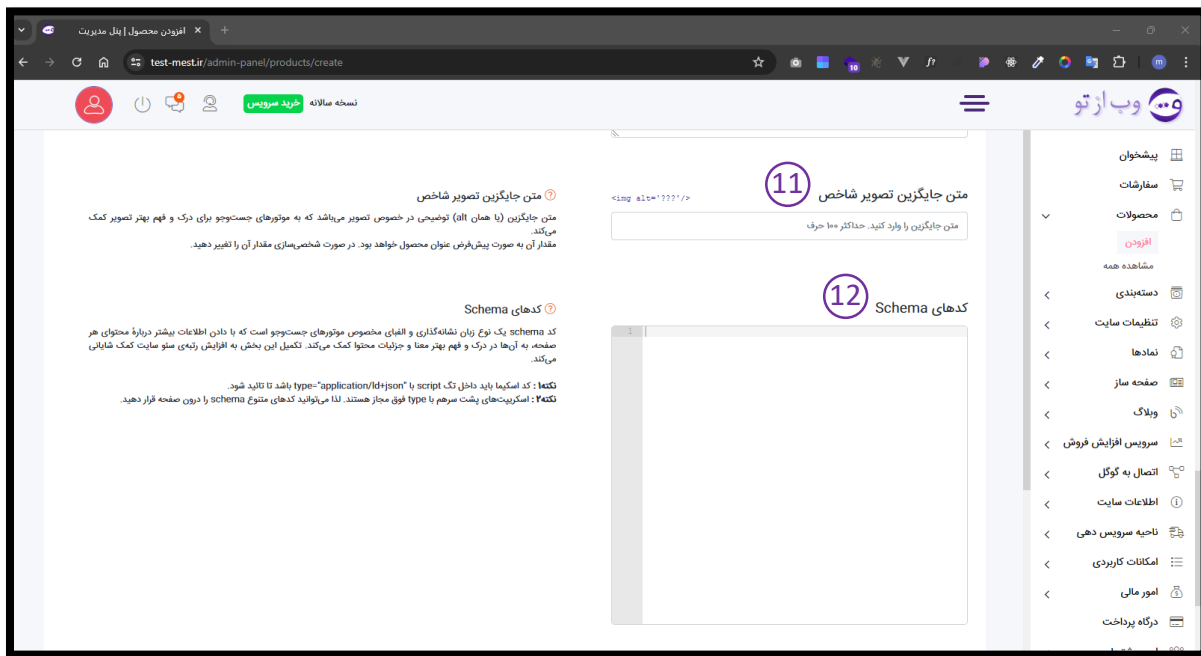 افزودن محصول | پنل مدیریت
test-mest.ir/admin-panel/products/create
10
f?
m
وب از تو
نسخه سالانه
خرید سرویس
0
پیشخوان
سفارشات
محصولات
افزودن
مشاهده همه
دسته‌بندی
تنظیمات سایت
نمادها
صفحه ساز
وبلاگ
سرویس افزایش فروش
اتصال به گوگل
اطلاعات سایت
ناحیه سرویس دهی
امکانات کاربردی
امور مالی
درگاه پرداخت
متن جایگزین تصویر شاخص
11
<img alt='???'/>
متن جایگزین را وارد کنید. حداکثر ۱۰۰ حرف
متن جایگزین تصویر شاخص
متن جایگزین (یا همان alt) توضیحی در خصوص تصویر می‌باشد که به موتورهای جست‌وجو برای درک و فهم بهتر تصویر کمک
می‌کند.
مقدار آن به صورت پیش‌فرض عنوان محصول خواهد بود. در صورت شخصی‌سازی مقدار آن را تغییر دهید.
کدهای Schema
12
1
کدهای Schema
کد schema یک نوع زبان نشانه‌گذاری و الفبای مخصوص موتورهای جست‌وجو است که با دادن اطلاعات بیشتر دربارهٔ محتوای هر
صفحه، به آن‌ها در درک و فهم بهتر معنا و جزئیات محتوا کمک می‌کند. تکمیل این بخش به افزایش رتبه‌ی سئو سایت کمک شایانی
می‌کند.
نکته۱ : کد اسکیما باید داخل تگ script با "type="application/ld+json باشد تا تائید شود.
نکته۲ : اسکریپت‌های پشت سرهم با type فوق مجاز هستند. لذا می‌توانید کدهای متنوع schema را درون صفحه قرار دهید.